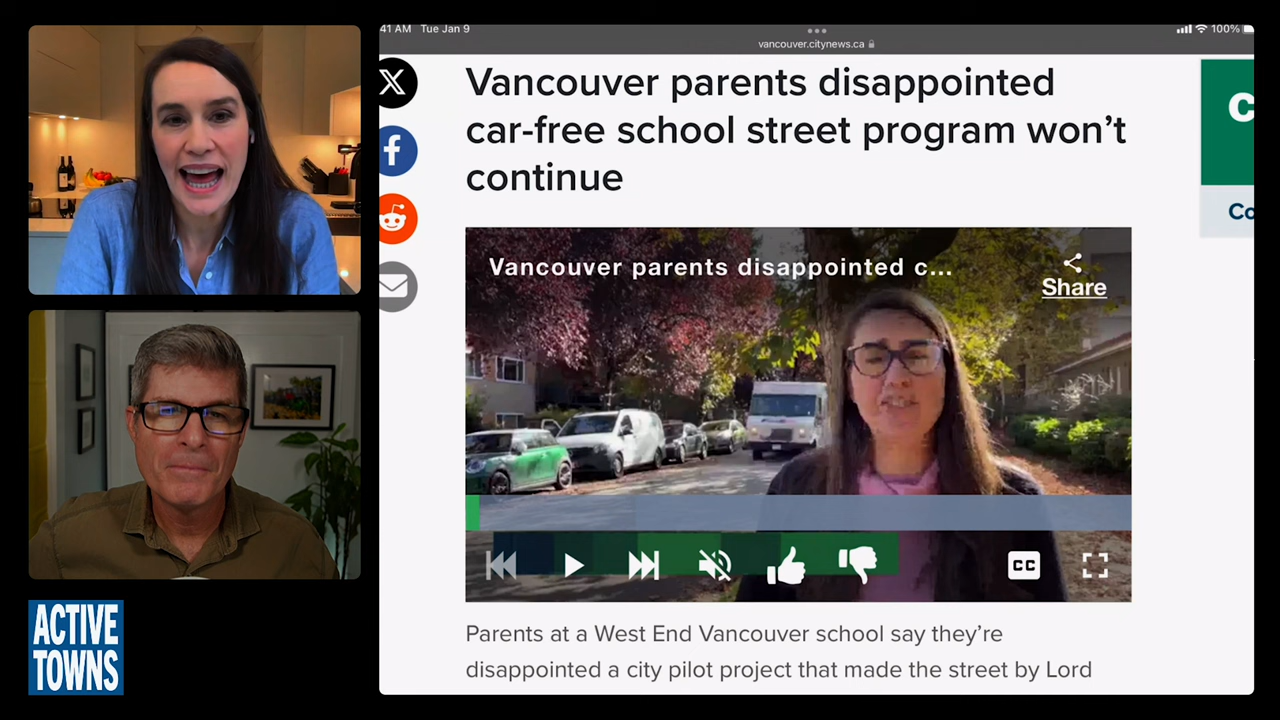 41 AM Tue Jan 9
100%
vancouver.citynews.ca
Vancouver parents disappointed
car-free school street program won't
continue
C
Co
Vancouver parents disappointed c...
Share
CC
Parents at a West End Vancouver school say they're
disappointed a city pilot project that made the street by Lord
ACTIVE
TOWNS